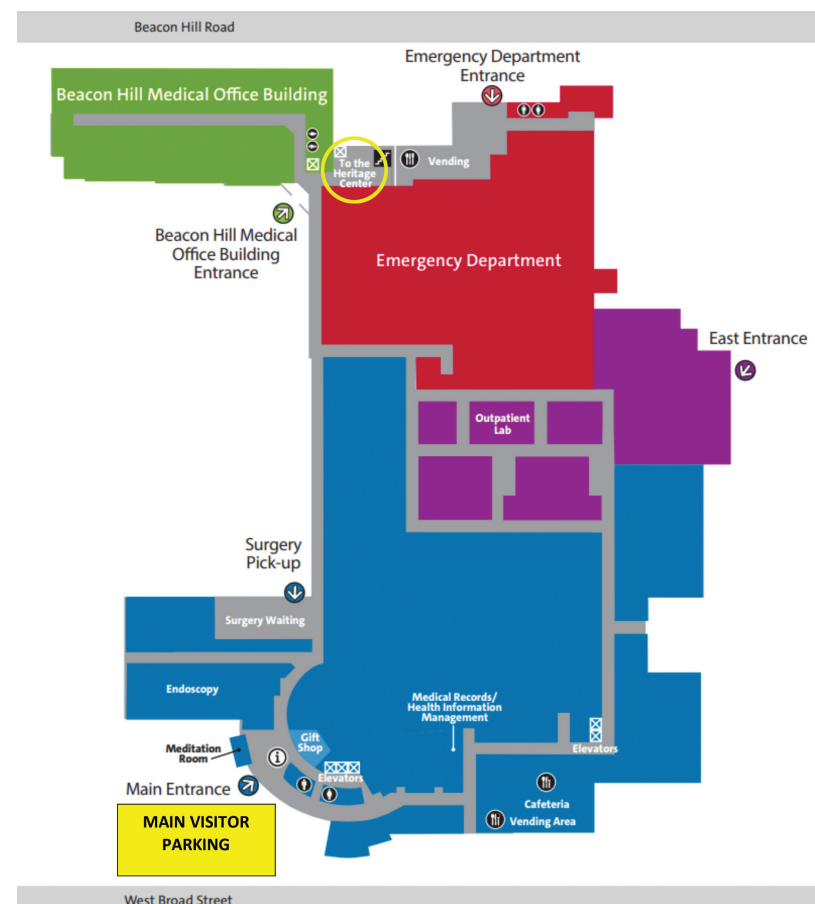 Beacon Hill Road
Emergency Department
Entrance
Beacon Hill Medical Office Building
To the
Heritage
Center
Vending
Beacon Hill Medical
Office Building
Entrance
Emergency Department
East Entrance
Outpatient
Lab
Surgery
Pick-up
Surgery Waiting
Endoscopy
Medical Records/
Health Information
Management
Gift
Shop
Meditation
Room
i
Elevators
Elevators
Main Entrance
Cafeteria
Vending Area
MAIN VISITOR
PARKING
West Broad Street